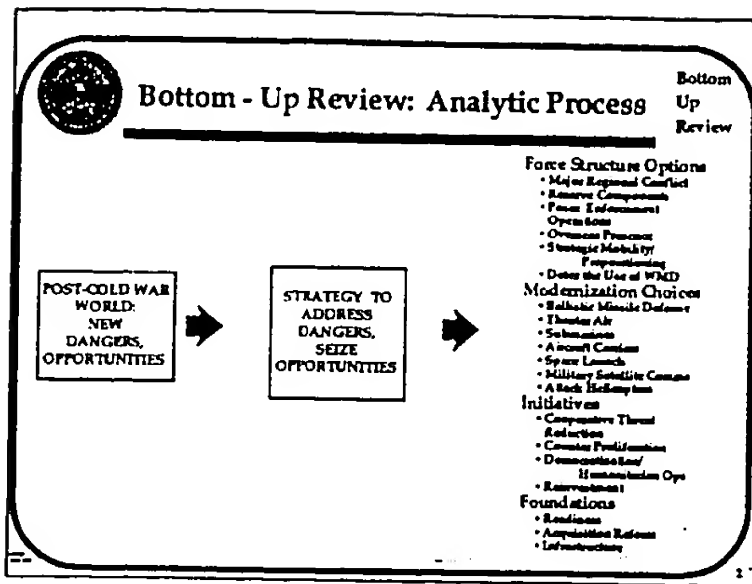 Bottom - Up Review: Analytic Process
Bottom
Up
Review
POST-COLD WAR
WORLD:
NEW
DANGERS,
OPPORTUNITIES
STRATEGY TO
ADDRESS
DANGERS,
SEIZE
OPPORTUNITIES
Force Structure Options
• Major Regional Conflict
• Reserve Components
• Peace Enforcement
Operations
• Overseas Presence
• Strategic Mobility/
Prepositioning
• Deter the Use of WMD
Modernization Choices
• Ballistic Missile Defense
• Theater Air
• Submarines
• Aircraft Carriers
• Space Launch
• Military Satellite Comms
• Attack Helicopters
Initiatives
• Cooperative Threat
Reduction
• Counter Proliferation
• Democratization/
Humanitarian Ops
• Reinvestment
Foundations
• Readiness
• Acquisition Reform
• Infrastructure
2